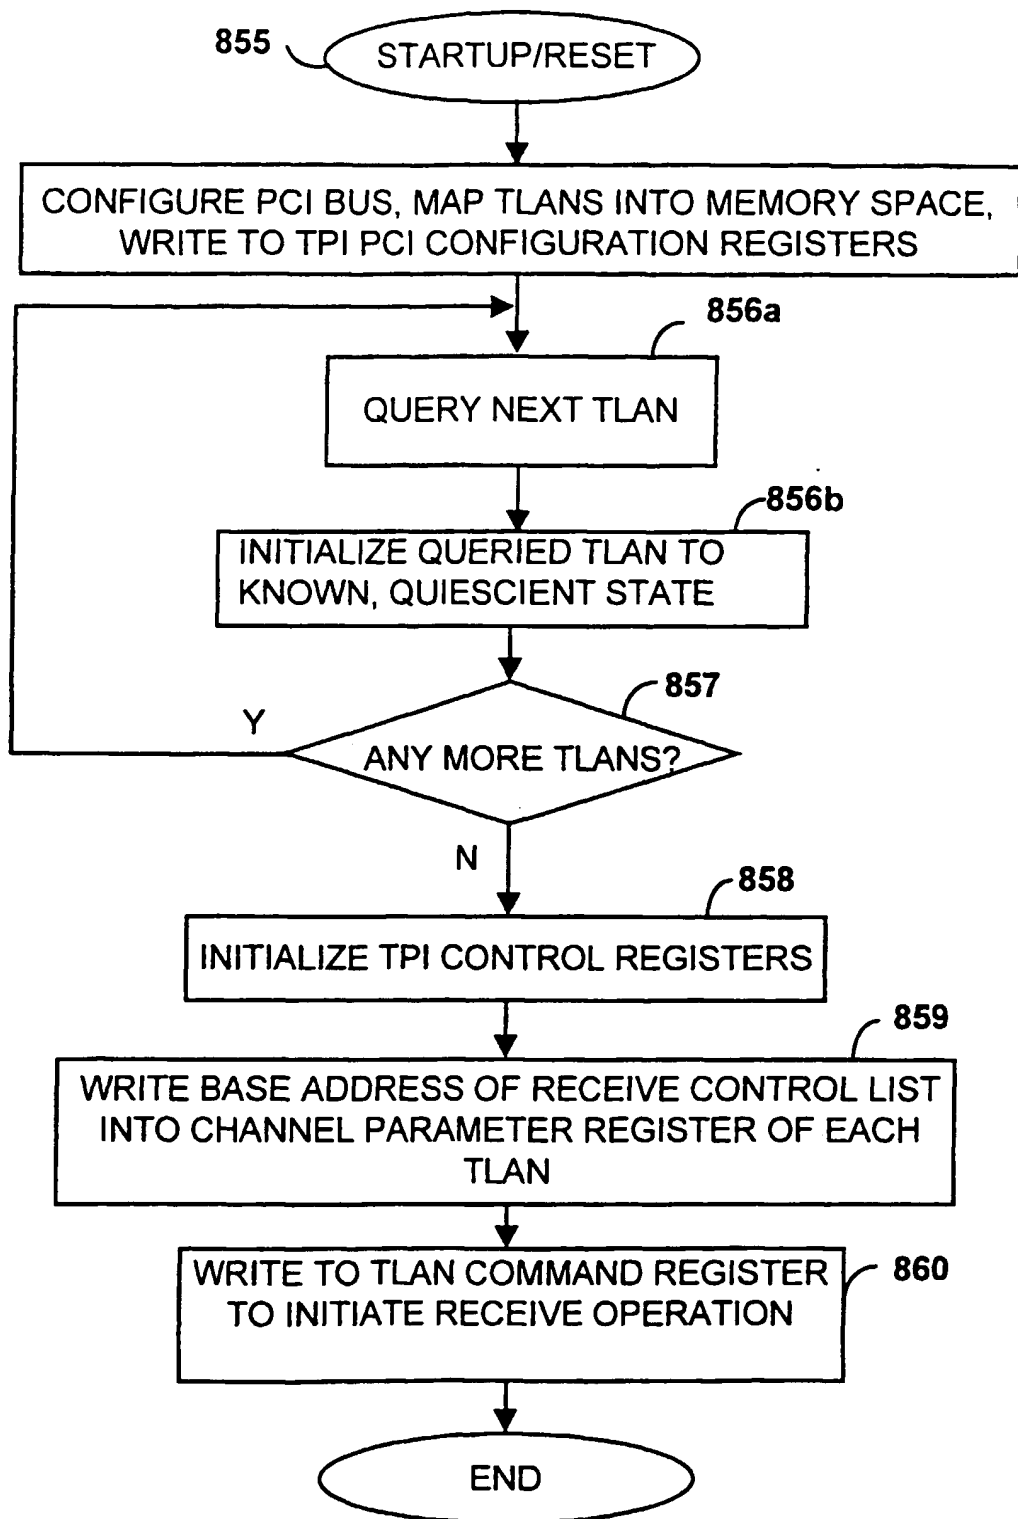 855
STARTUP/RESET
CONFIGURE PCI BUS, MAP TLANS INTO MEMORY SPACE,
WRITE TO TPI PCI CONFIGURATION REGISTERS
856a
QUERY NEXT TLAN
856b
INITIALIZE QUERIED TLAN TO
KNOWN, QUIESCIENT STATE
857
Y
ANY MORE TLANS?
N
858
INITIALIZE TPI CONTROL REGISTERS
859
WRITE BASE ADDRESS OF RECEIVE CONTROL LIST
INTO CHANNEL PARAMETER REGISTER OF EACH
TLAN
WRITE TO TLAN COMMAND REGISTER
860
TO INITIATE RECEIVE OPERATION
END